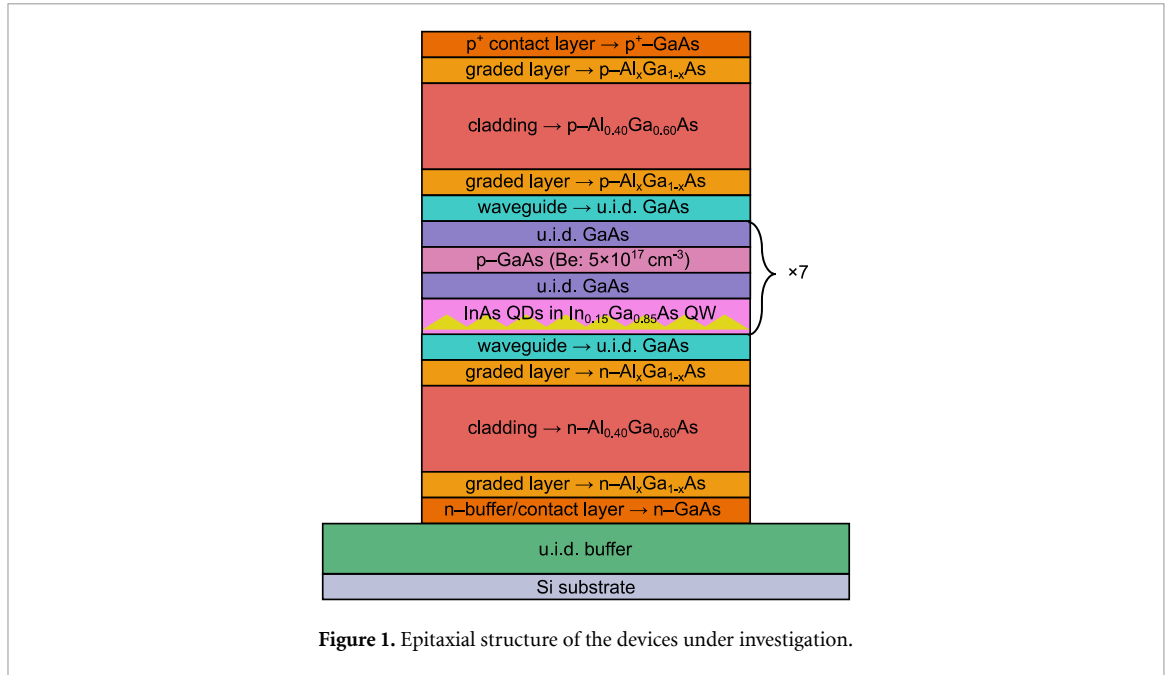 p⁺ contact layer → p⁺–GaAs
graded layer → p–AlₓGa₁₋ₓAs
cladding → p–Al₀.₄₀Ga₀.₆₀As
graded layer → p–AlₓGa₁₋ₓAs
waveguide → u.i.d. GaAs
u.i.d. GaAs
p–GaAs (Be: 5×10¹⁷ cm⁻³)
×7
u.i.d. GaAs
InAs QDs in In₀.₁₅Ga₀.₈₅As QW
waveguide → u.i.d. GaAs
graded layer → n–AlₓGa₁₋ₓAs
cladding → n–Al₀.₄₀Ga₀.₆₀As
graded layer → n–AlₓGa₁₋ₓAs
n–buffer/contact layer → n–GaAs
u.i.d. buffer
Si substrate
Figure 1. Epitaxial structure of the devices under investigation.